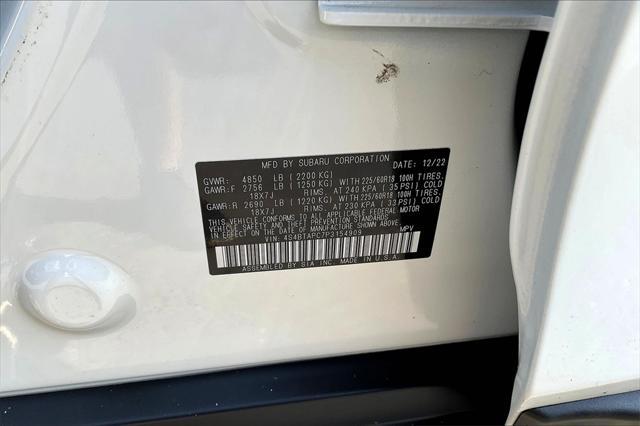 MFD BY SUBARU CORPORATION DATE: 12/22
GVWR: 4850 LB (2200 KG)
GAWR:F 2756 LB (1250 KG) WITH 225/60R18 100H TIRES,
18X7J RIMS, AT 240 KPA (35 PSI) COLD
GAWR:R 2690 LB (1220 KG) WITH 225/60R18 100H TIRES,
18X7J RIMS, AT 230 KPA (33 PSI) COLD
THIS VEHICLE CONFORMS TO ALL APPLICABLE FEDERAL MOTOR
VEHICLE SAFETY AND THEFT PREVENTION STANDARDS
IN EFFECT ON THE DATE OF MANUFACTURE SHOWN ABOVE.
VIN: 4S4BTAPC7P3154909 MPV
ASSEMBLED BY SIA INC. MADE IN U.S.A.